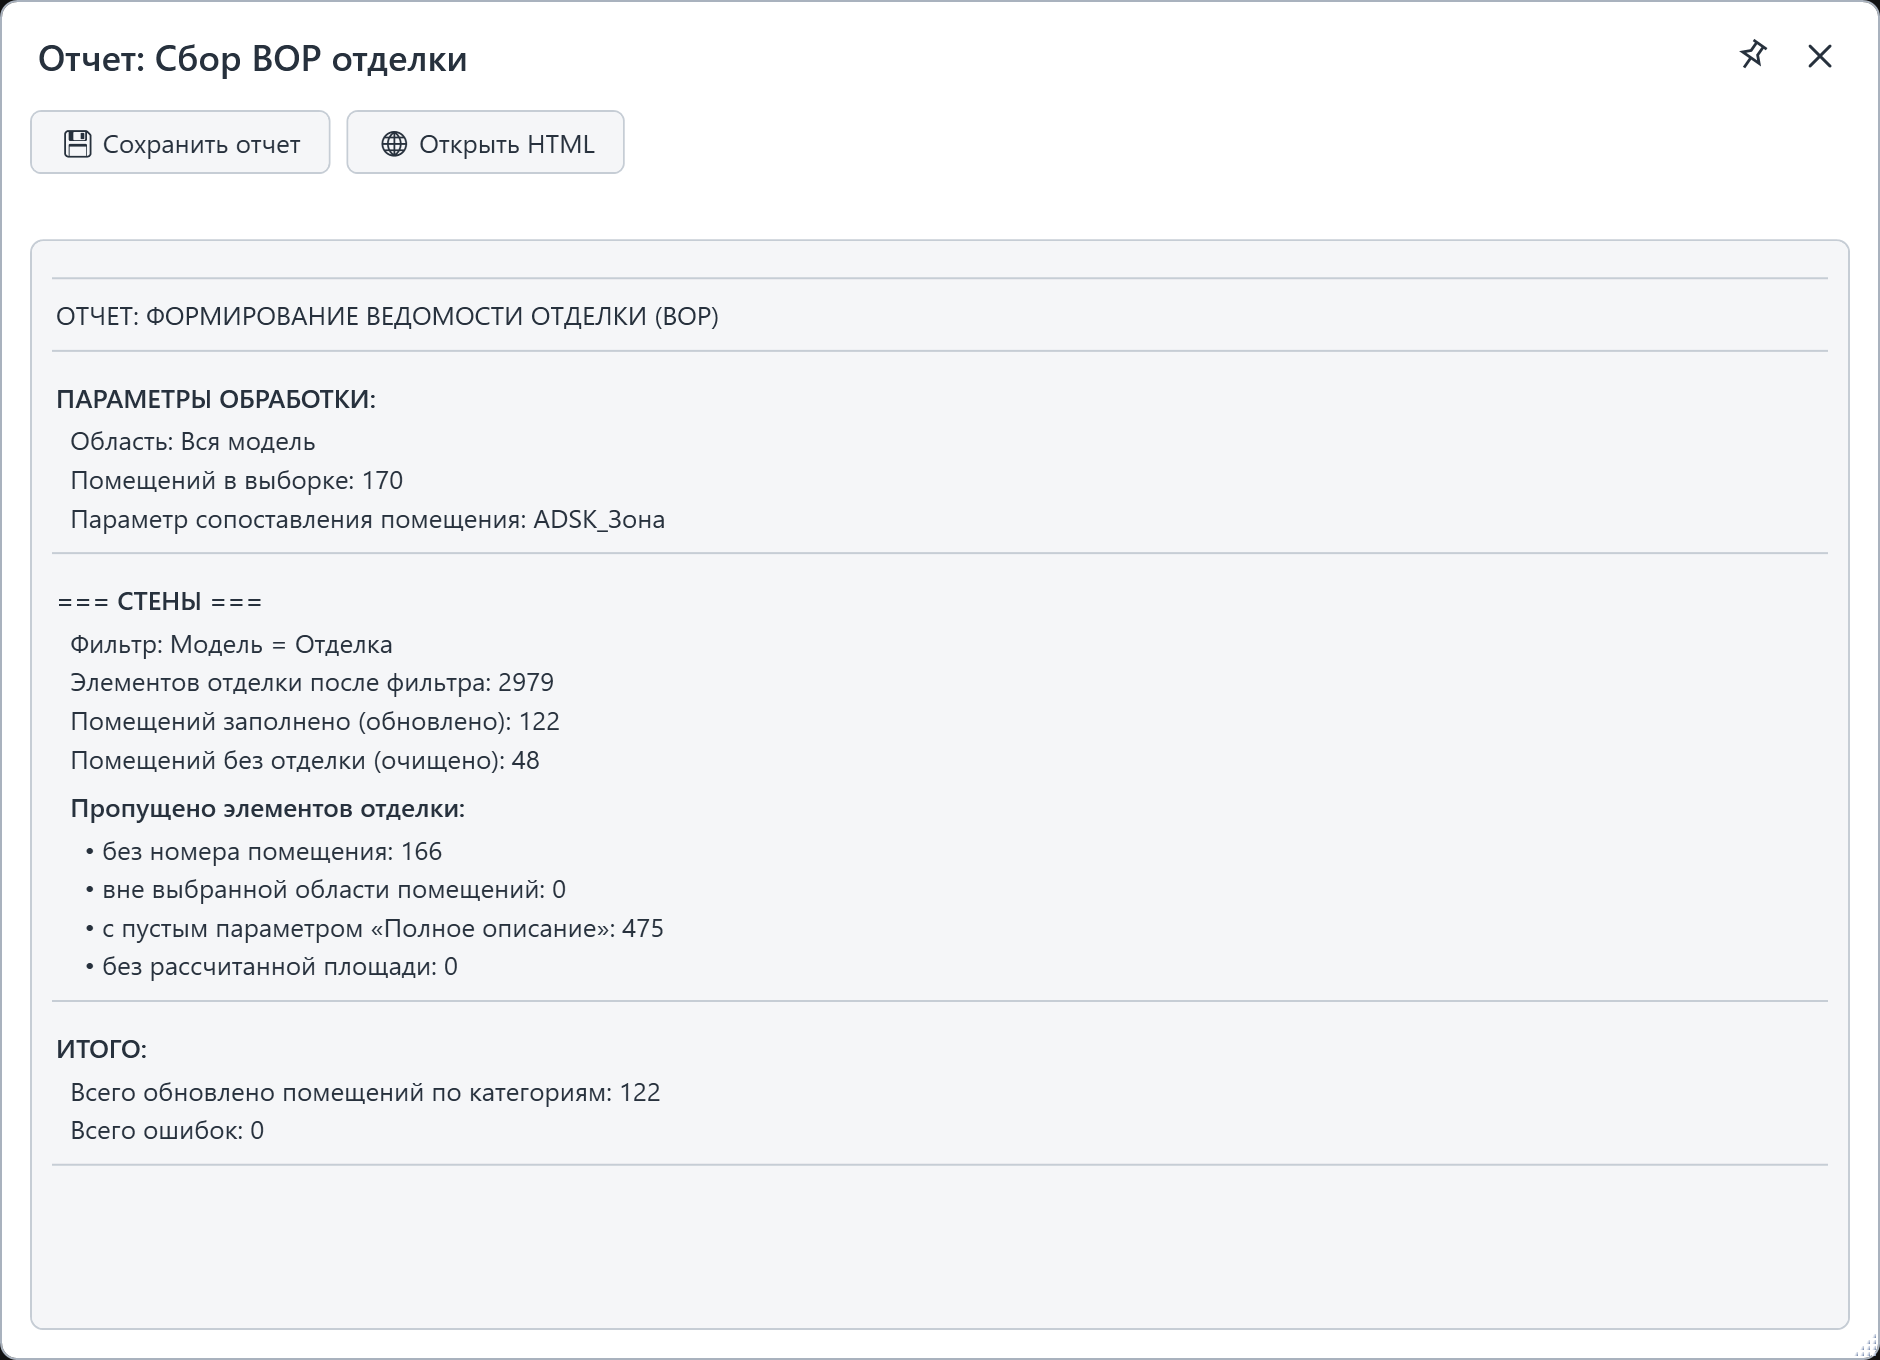 Отчет: Сбор ВОР отделки
Сохранить отчет
Открыть HTML
ОТЧЕТ: ФОРМИРОВАНИЕ ВЕДОМОСТИ ОТДЕЛКИ (ВОР)
ПАРАМЕТРЫ ОБРАБОТКИ:
Область: Вся модель
Помещений в выборке: 170
Параметр сопоставления помещения: ADSK_Зона
=== СТЕНЫ ===
Фильтр: Модель = Отделка
Элементов отделки после фильтра: 2979
Помещений заполнено (обновлено): 122
Помещений без отделки (очищено): 48
Пропущено элементов отделки:
• без номера помещения: 166
• вне выбранной области помещений: 0
• с пустым параметром «Полное описание»: 475
• без рассчитанной площади: 0
ИТОГО:
Всего обновлено помещений по категориям: 122
Всего ошибок: 0